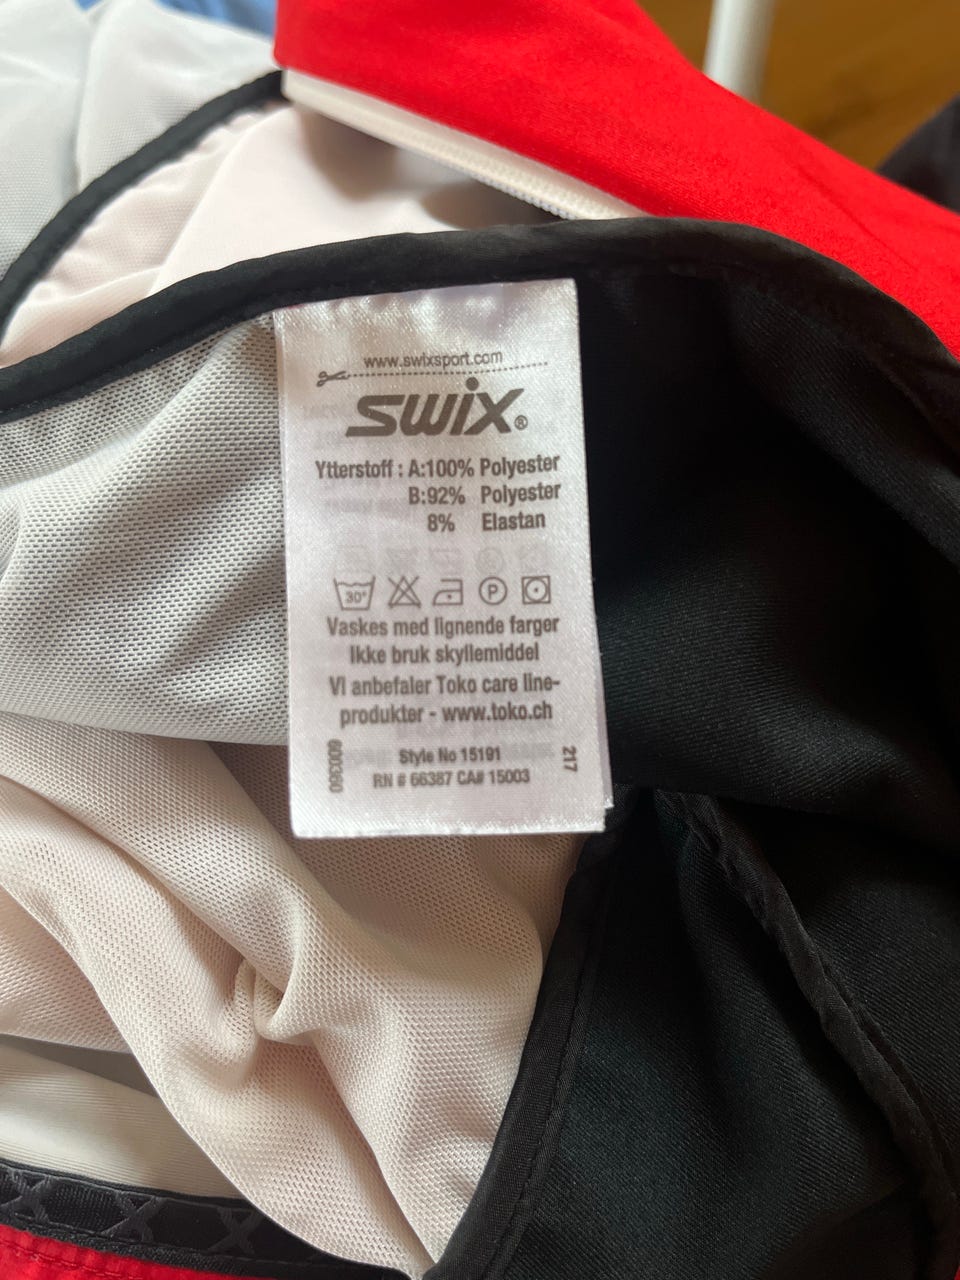 www.swixsport.com
SWIX®
Ytterstoff : A:100% Polyester
B:92% Polyester
8% Elastan
30° P
Vaskes med lignende farger
Ikke bruk skyllemiddel
Vi anbefaler Toko care line-
produkter - www.toko.ch
Style No 15191
RN # 66387 CA# 15003
217